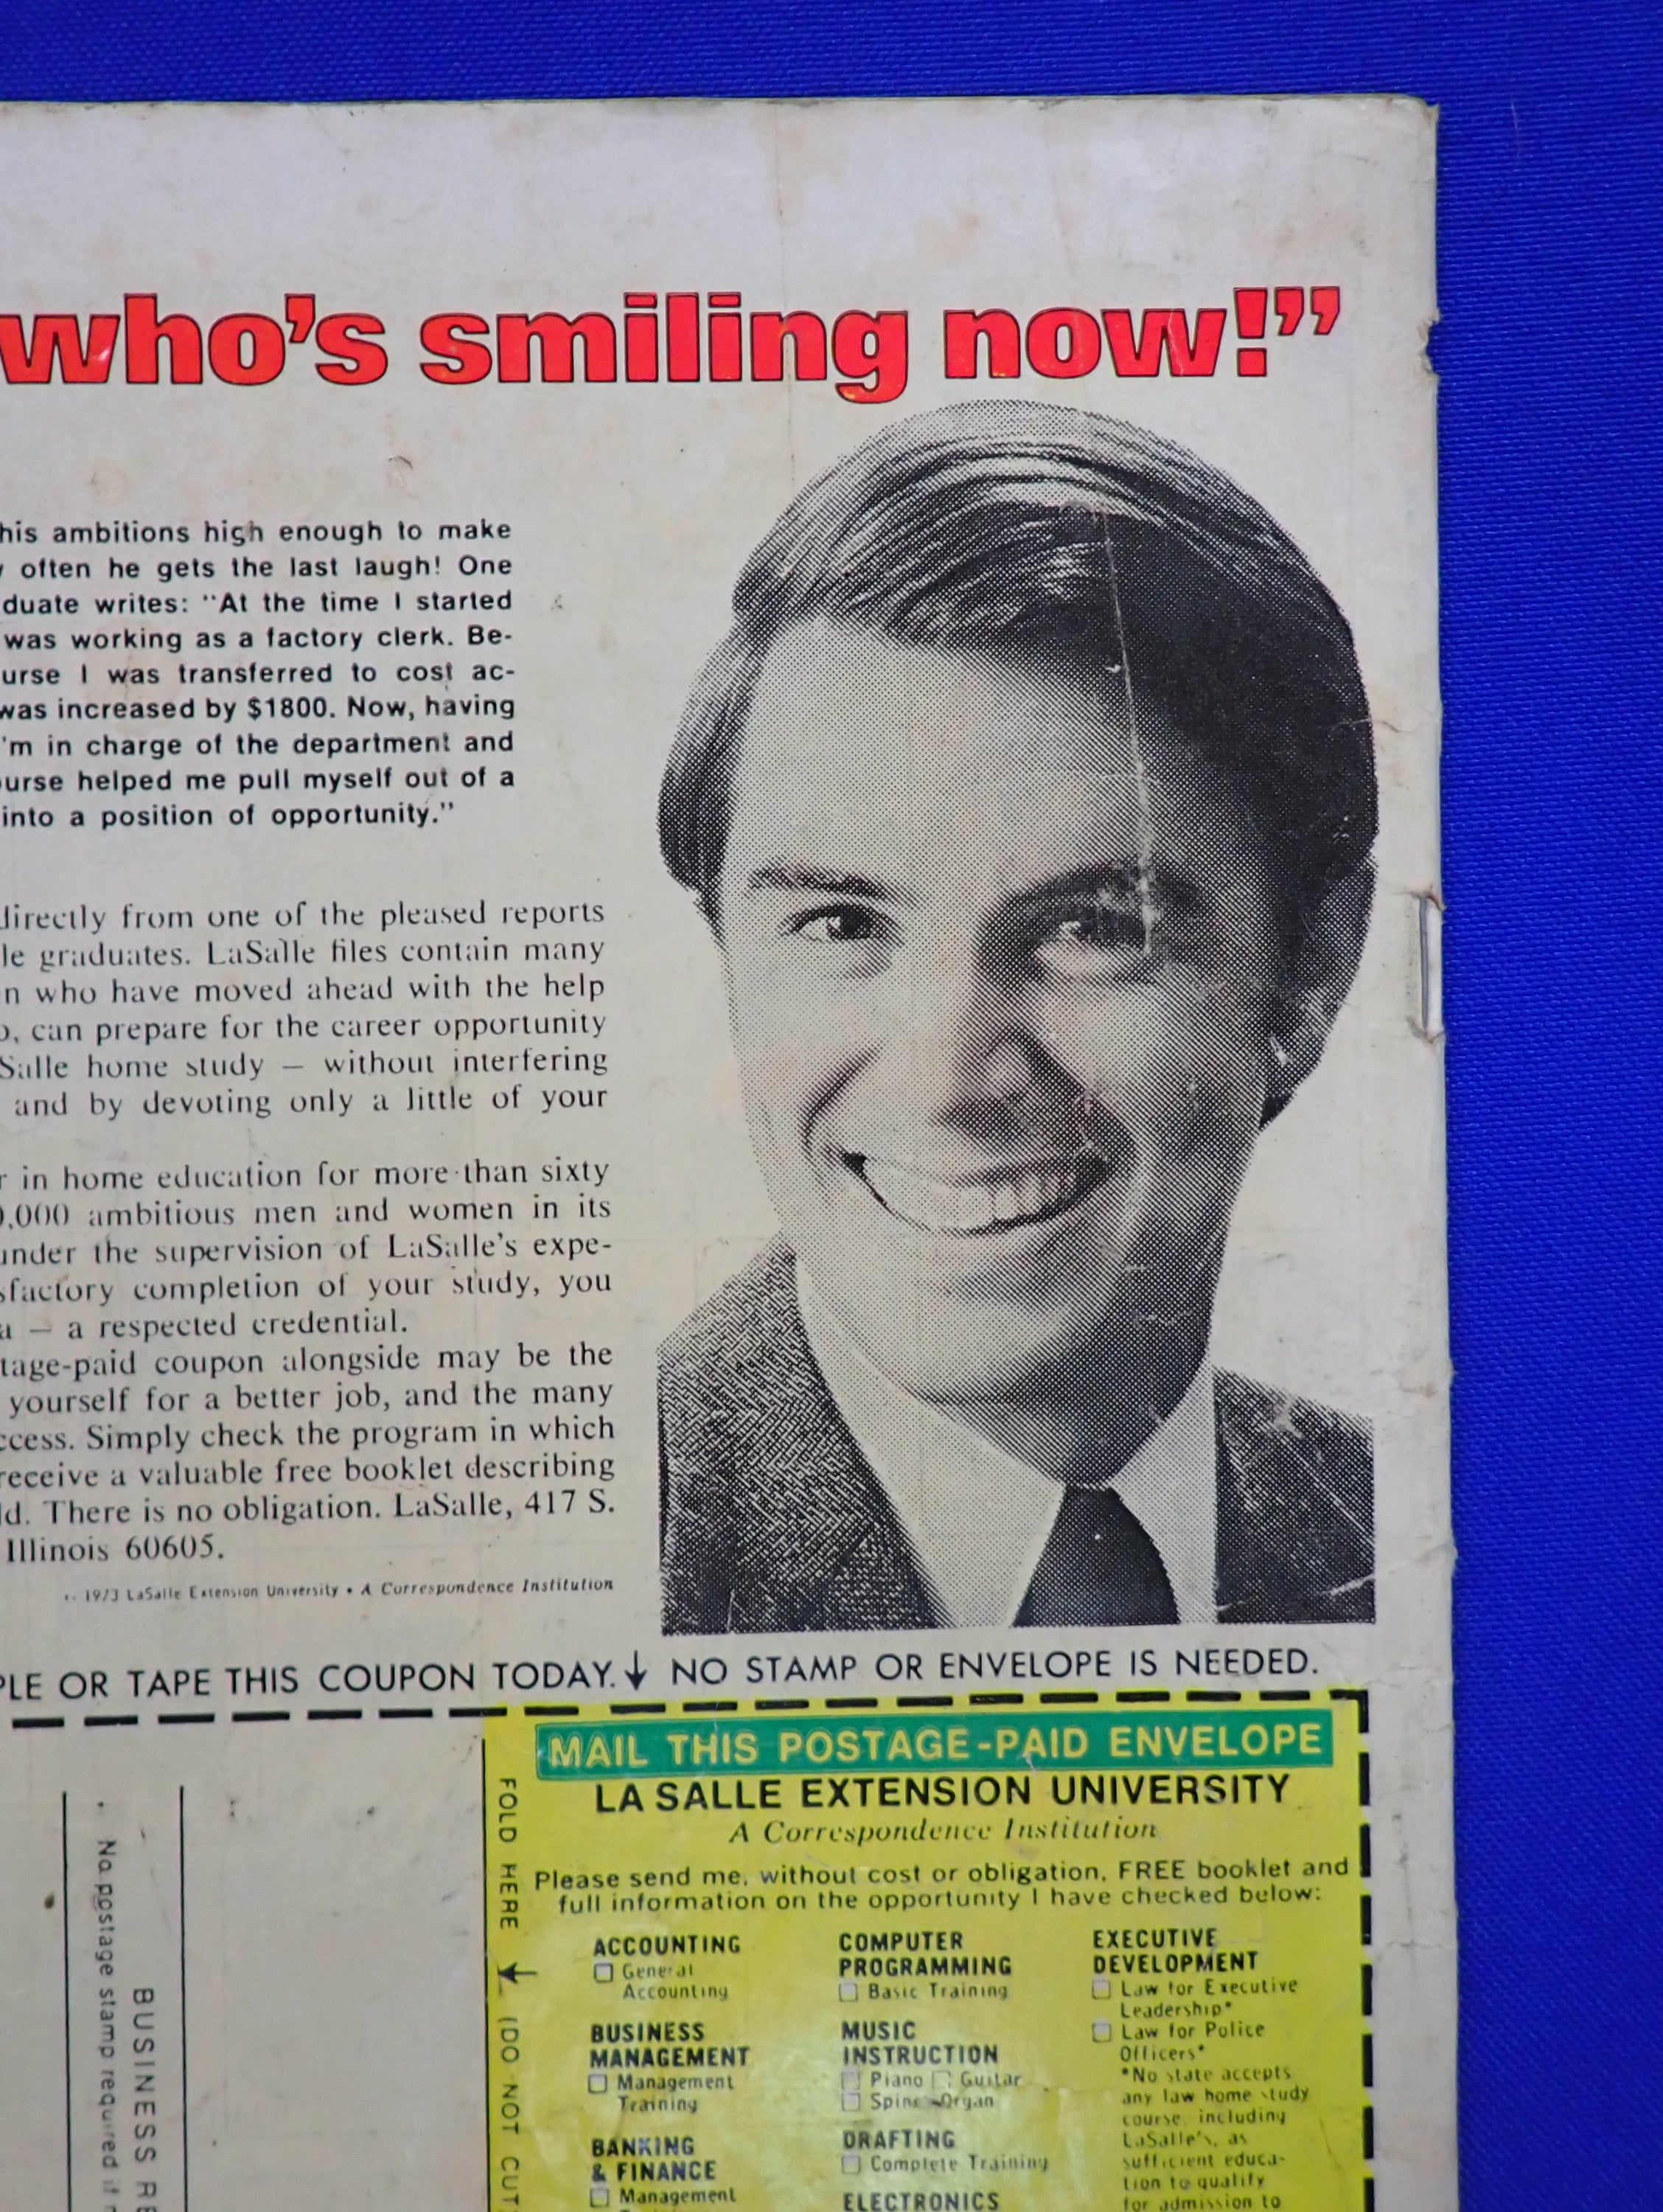 who's smiling now!”
his ambitions high enough to make
often he gets the last laugh! One
duate writes: “At the time I started
was working as a factory clerk. Be-
urse I was transferred to cost ac-
was increased by $1800. Now, having
'm in charge of the department and
ourse helped me pull myself out of a
into a position of opportunity.”
directly from one of the pleased reports
le graduates. LaSalle files contain many
n who have moved ahead with the help
o, can prepare for the career opportunity
Salle home study — without interfering
and by devoting only a little of your
r in home education for more than sixty
0,000 ambitious men and women in its
under the supervision of LaSalle's expe-
sfactory completion of your study, you
a — a respected credential.
tage-paid coupon alongside may be the
yourself for a better job, and the many
ccess. Simply check the program in which
receive a valuable free booklet describing
ld. There is no obligation. LaSalle, 417 S.
Illinois 60605.
1973 LaSalle Extension University • A Correspondence Institution
PLE OR TAPE THIS COUPON TODAY.↓ NO STAMP OR ENVELOPE IS NEEDED.
No postage stamp required if
BUSINESS RE
FOLD HERE (DO NOT CUT
MAIL THIS POSTAGE-PAID ENVELOPE
LA SALLE EXTENSION UNIVERSITY
A Correspondence Institution
Please send me, without cost or obligation, FREE booklet and
full information on the opportunity I have checked below:
ACCOUNTING
General
Accounting
BUSINESS
MANAGEMENT
Management
Training
BANKING
& FINANCE
Management
COMPUTER
PROGRAMMING
Basic Training
MUSIC
INSTRUCTION
Piano Guitar
Spinet Organ
DRAFTING
Complete Training
ELECTRONICS
EXECUTIVE
DEVELOPMENT
Law for Executive
Leadership*
Law for Police
Officers*
*No state accepts
any law home study
course, including
LaSalle's, as
sufficient educa-
tion to qualify
for admission to